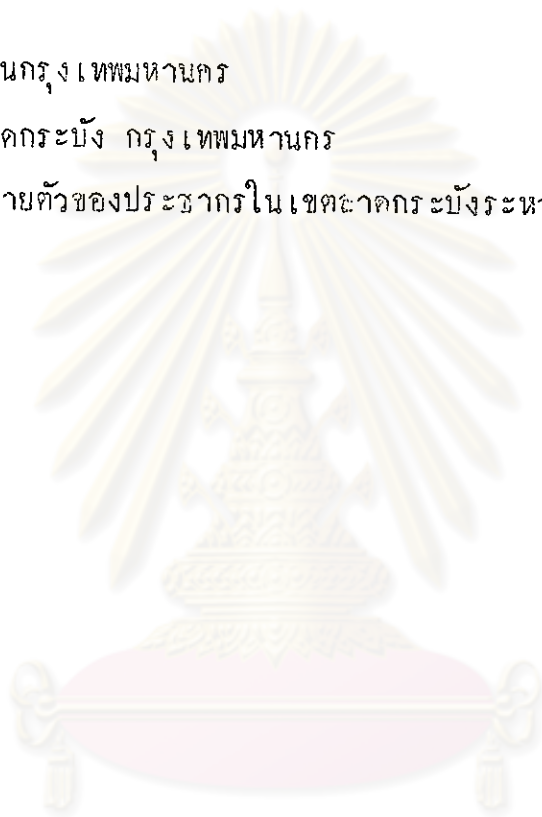 นกรุงเทพมหานคร
ดกระบัง กรุงเทพมหานคร
ายตัวของประชากรในเขตลาดกระบังระห